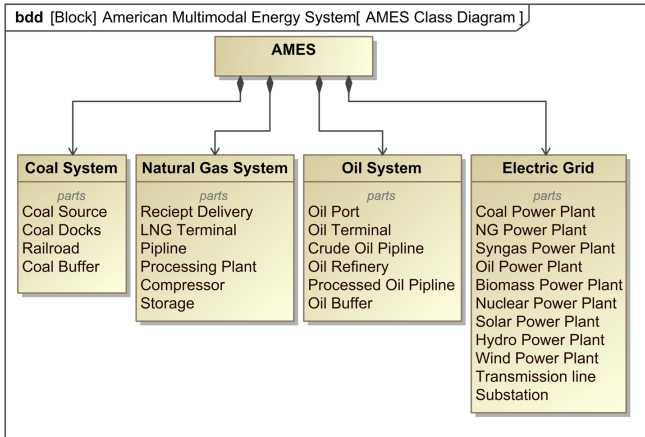 bdd [Block] American Multimodal Energy System[ AMES Class Diagram ]
AMES
Coal System
parts
Coal Source
Coal Docks
Railroad
Coal Buffer
Natural Gas System
parts
Reciept Delivery
LNG Terminal
Pipline
Processing Plant
Compressor
Storage
Oil System
parts
Oil Port
Oil Terminal
Crude Oil Pipline
Oil Refinery
Processed Oil Pipline
Oil Buffer
Electric Grid
parts
Coal Power Plant
NG Power Plant
Syngas Power Plant
Oil Power Plant
Biomass Power Plant
Nuclear Power Plant
Solar Power Plant
Hydro Power Plant
Wind Power Plant
Transmission line
Substation